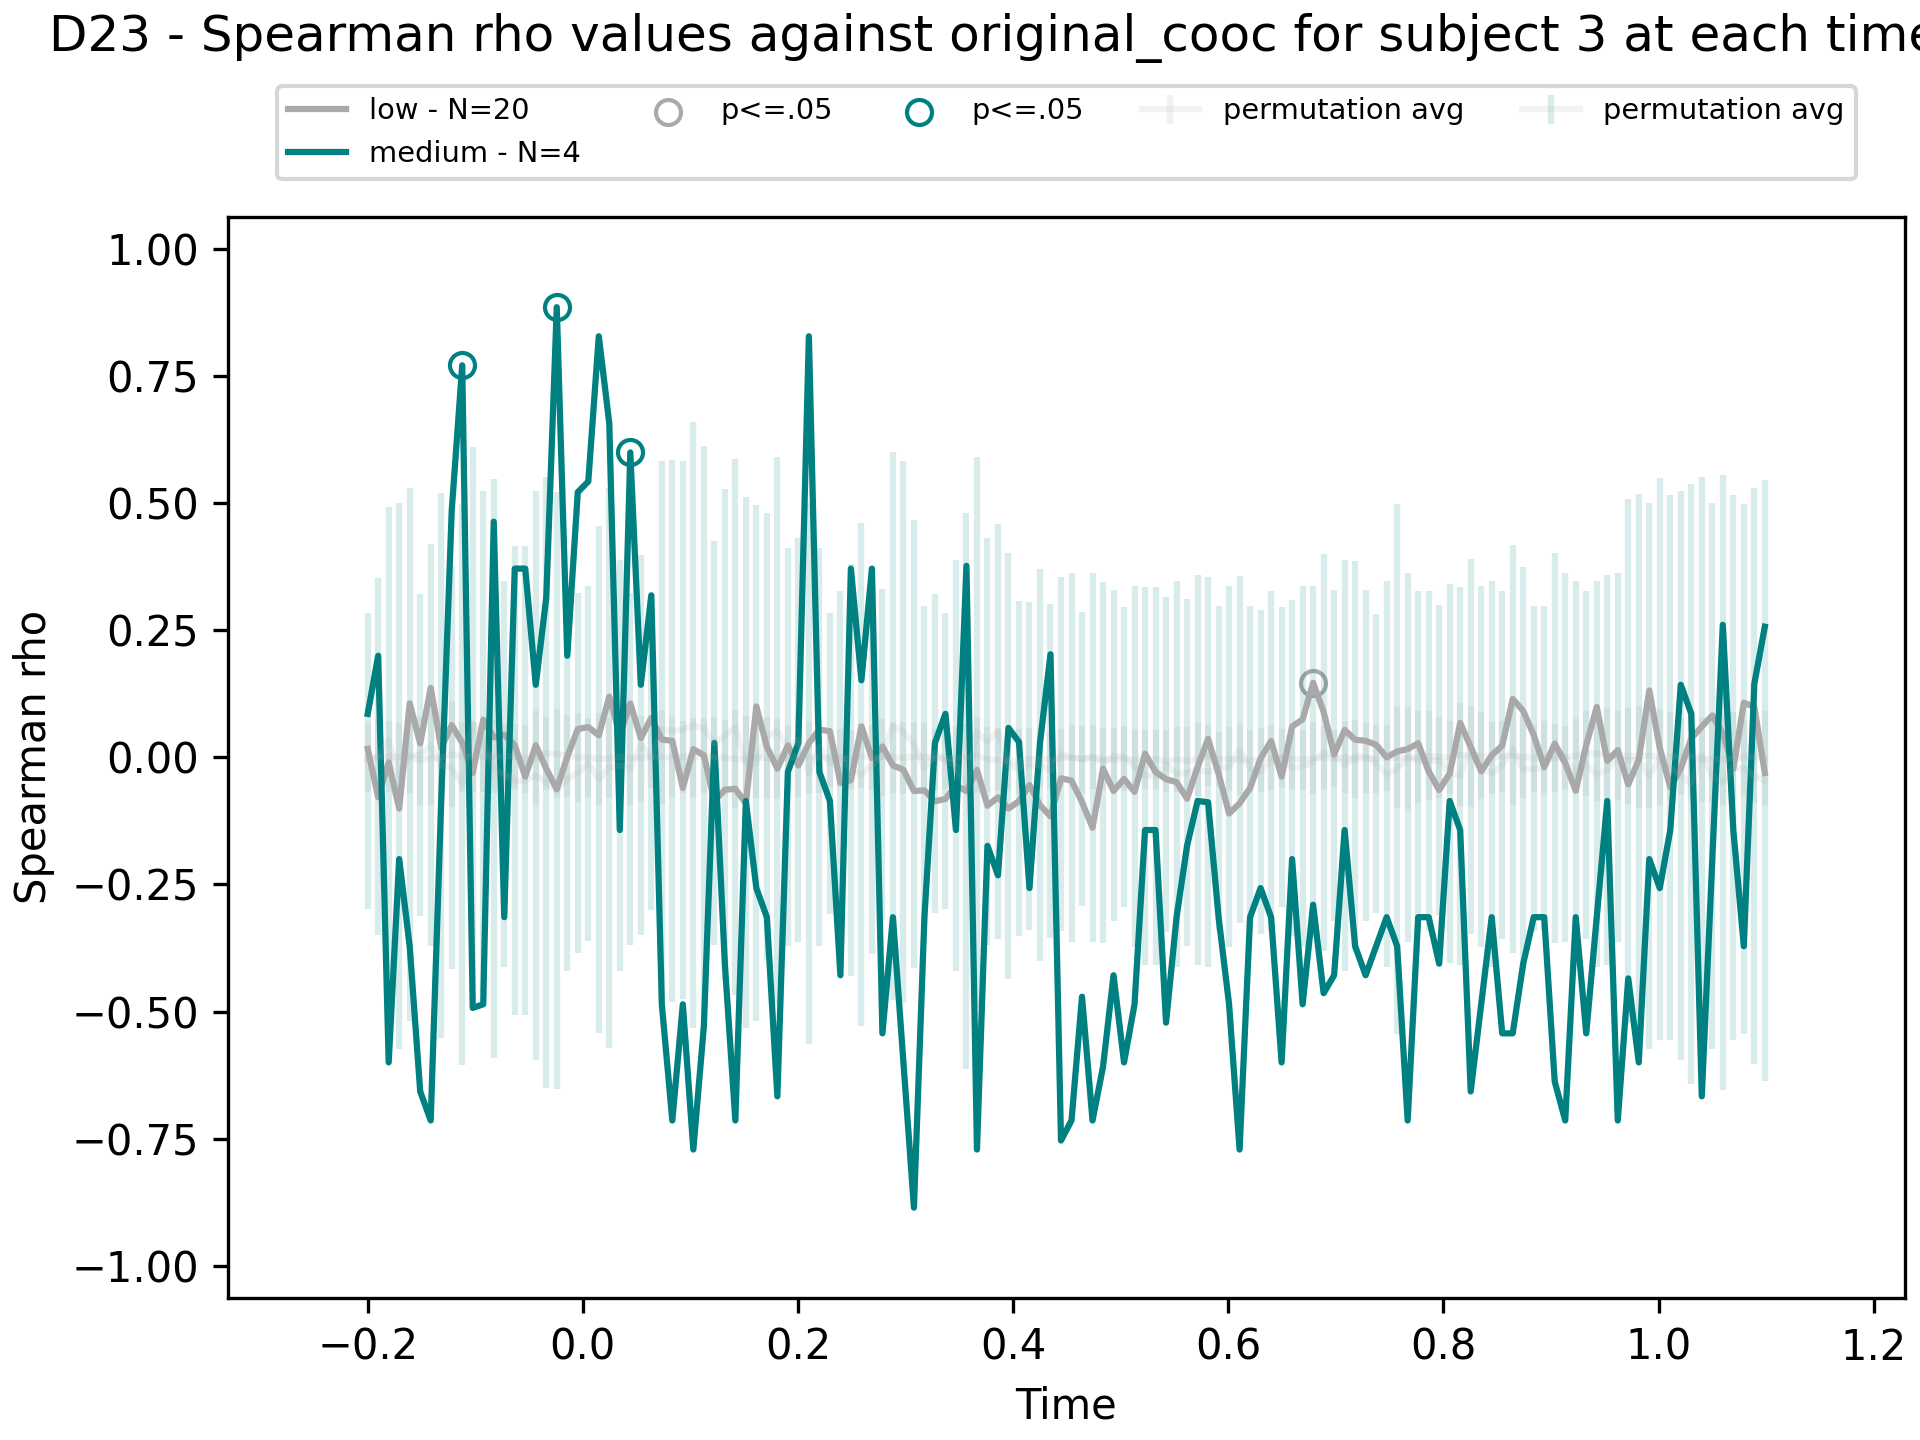 D23 - Spearman rho values against original_cooc for subject 3 at each time
low - N=20 p<=.05 p<=.05 permutation avg permutation avg
medium - N=4
1.00
0.75
0.50
0.25
0.00
−0.25
−0.50
−0.75
−1.00
Spearman rho
−0.2 0.0 0.2 0.4 0.6 0.8 1.0 1.2
Time